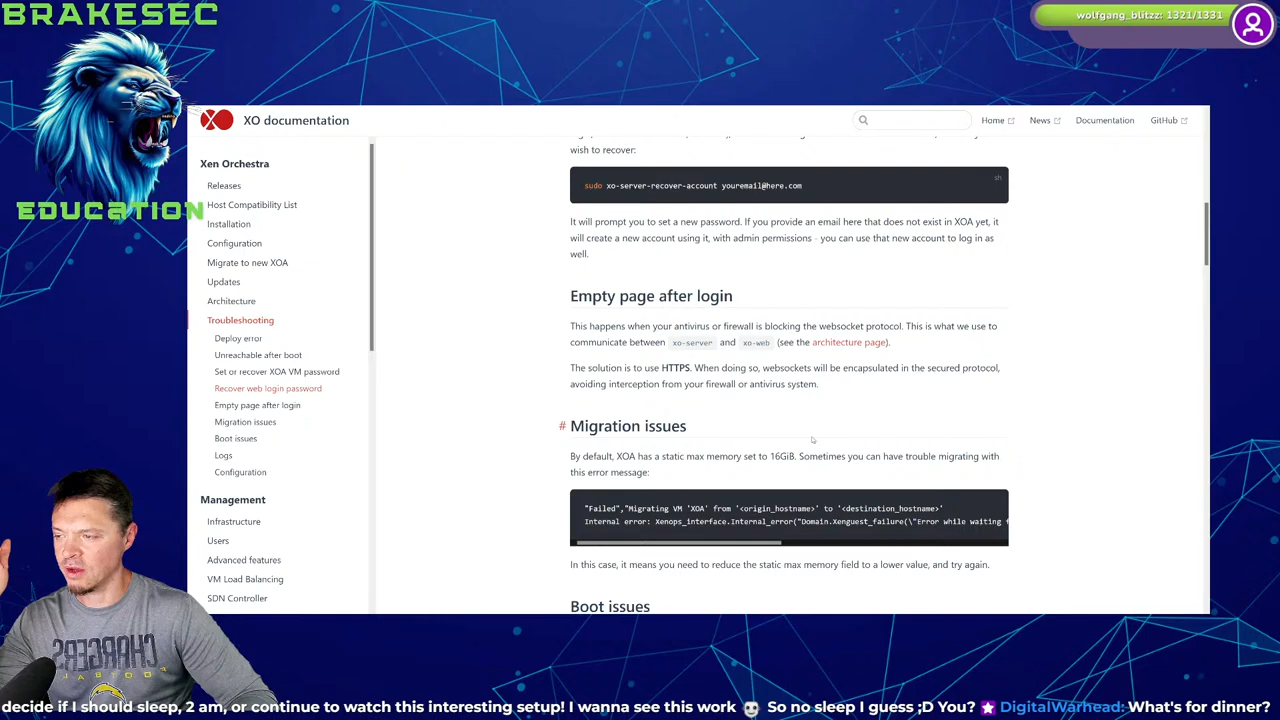 BRAKESEC
EDUCATION
wolfgang_blitzz: 1321/1331
XO documentation
Home
News
Documentation
GitHub
Xen Orchestra
Releases
Host Compatibility List
Installation
Configuration
Migrate to new XOA
Updates
Architecture
Troubleshooting
Deploy error
Unreachable after boot
Set or recover XOA VM password
Recover web login password
Empty page after login
Migration issues
Boot issues
Logs
Configuration
Management
Infrastructure
Users
Advanced features
VM Load Balancing
SDN Controller
wish to recover:
sh
sudo xo-server-recover-account youremail@here.com
It will prompt you to set a new password. If you provide an email here that does not exist in XOA yet, it
will create a new account using it, with admin permissions - you can use that new account to log in as
well.
Empty page after login
This happens when your antivirus or firewall is blocking the websocket protocol. This is what we use to
communicate between xo-server and xo-web (see the architecture page).
The solution is to use HTTPS. When doing so, websockets will be encapsulated in the secured protocol,
avoiding interception from your firewall or antivirus system.
# Migration issues
By default, XOA has a static max memory set to 16GiB. Sometimes you can have trouble migrating with
this error message:
"Failed","Migrating VM 'XOA' from '<origin_hostname>' to '<destination_hostname>'
Internal error: Xenops_interface.Internal_error("Domain.Xenguest_failure(\"Error while waiting
In this case, it means you need to reduce the static max memory field to a lower value, and try again.
Boot issues
CHARGERS
decide if I should sleep, 2 am, or continue to watch this interesting setup! I wanna see this work So no sleep I guess ;D You? DigitalWarhead: What's for dinner?